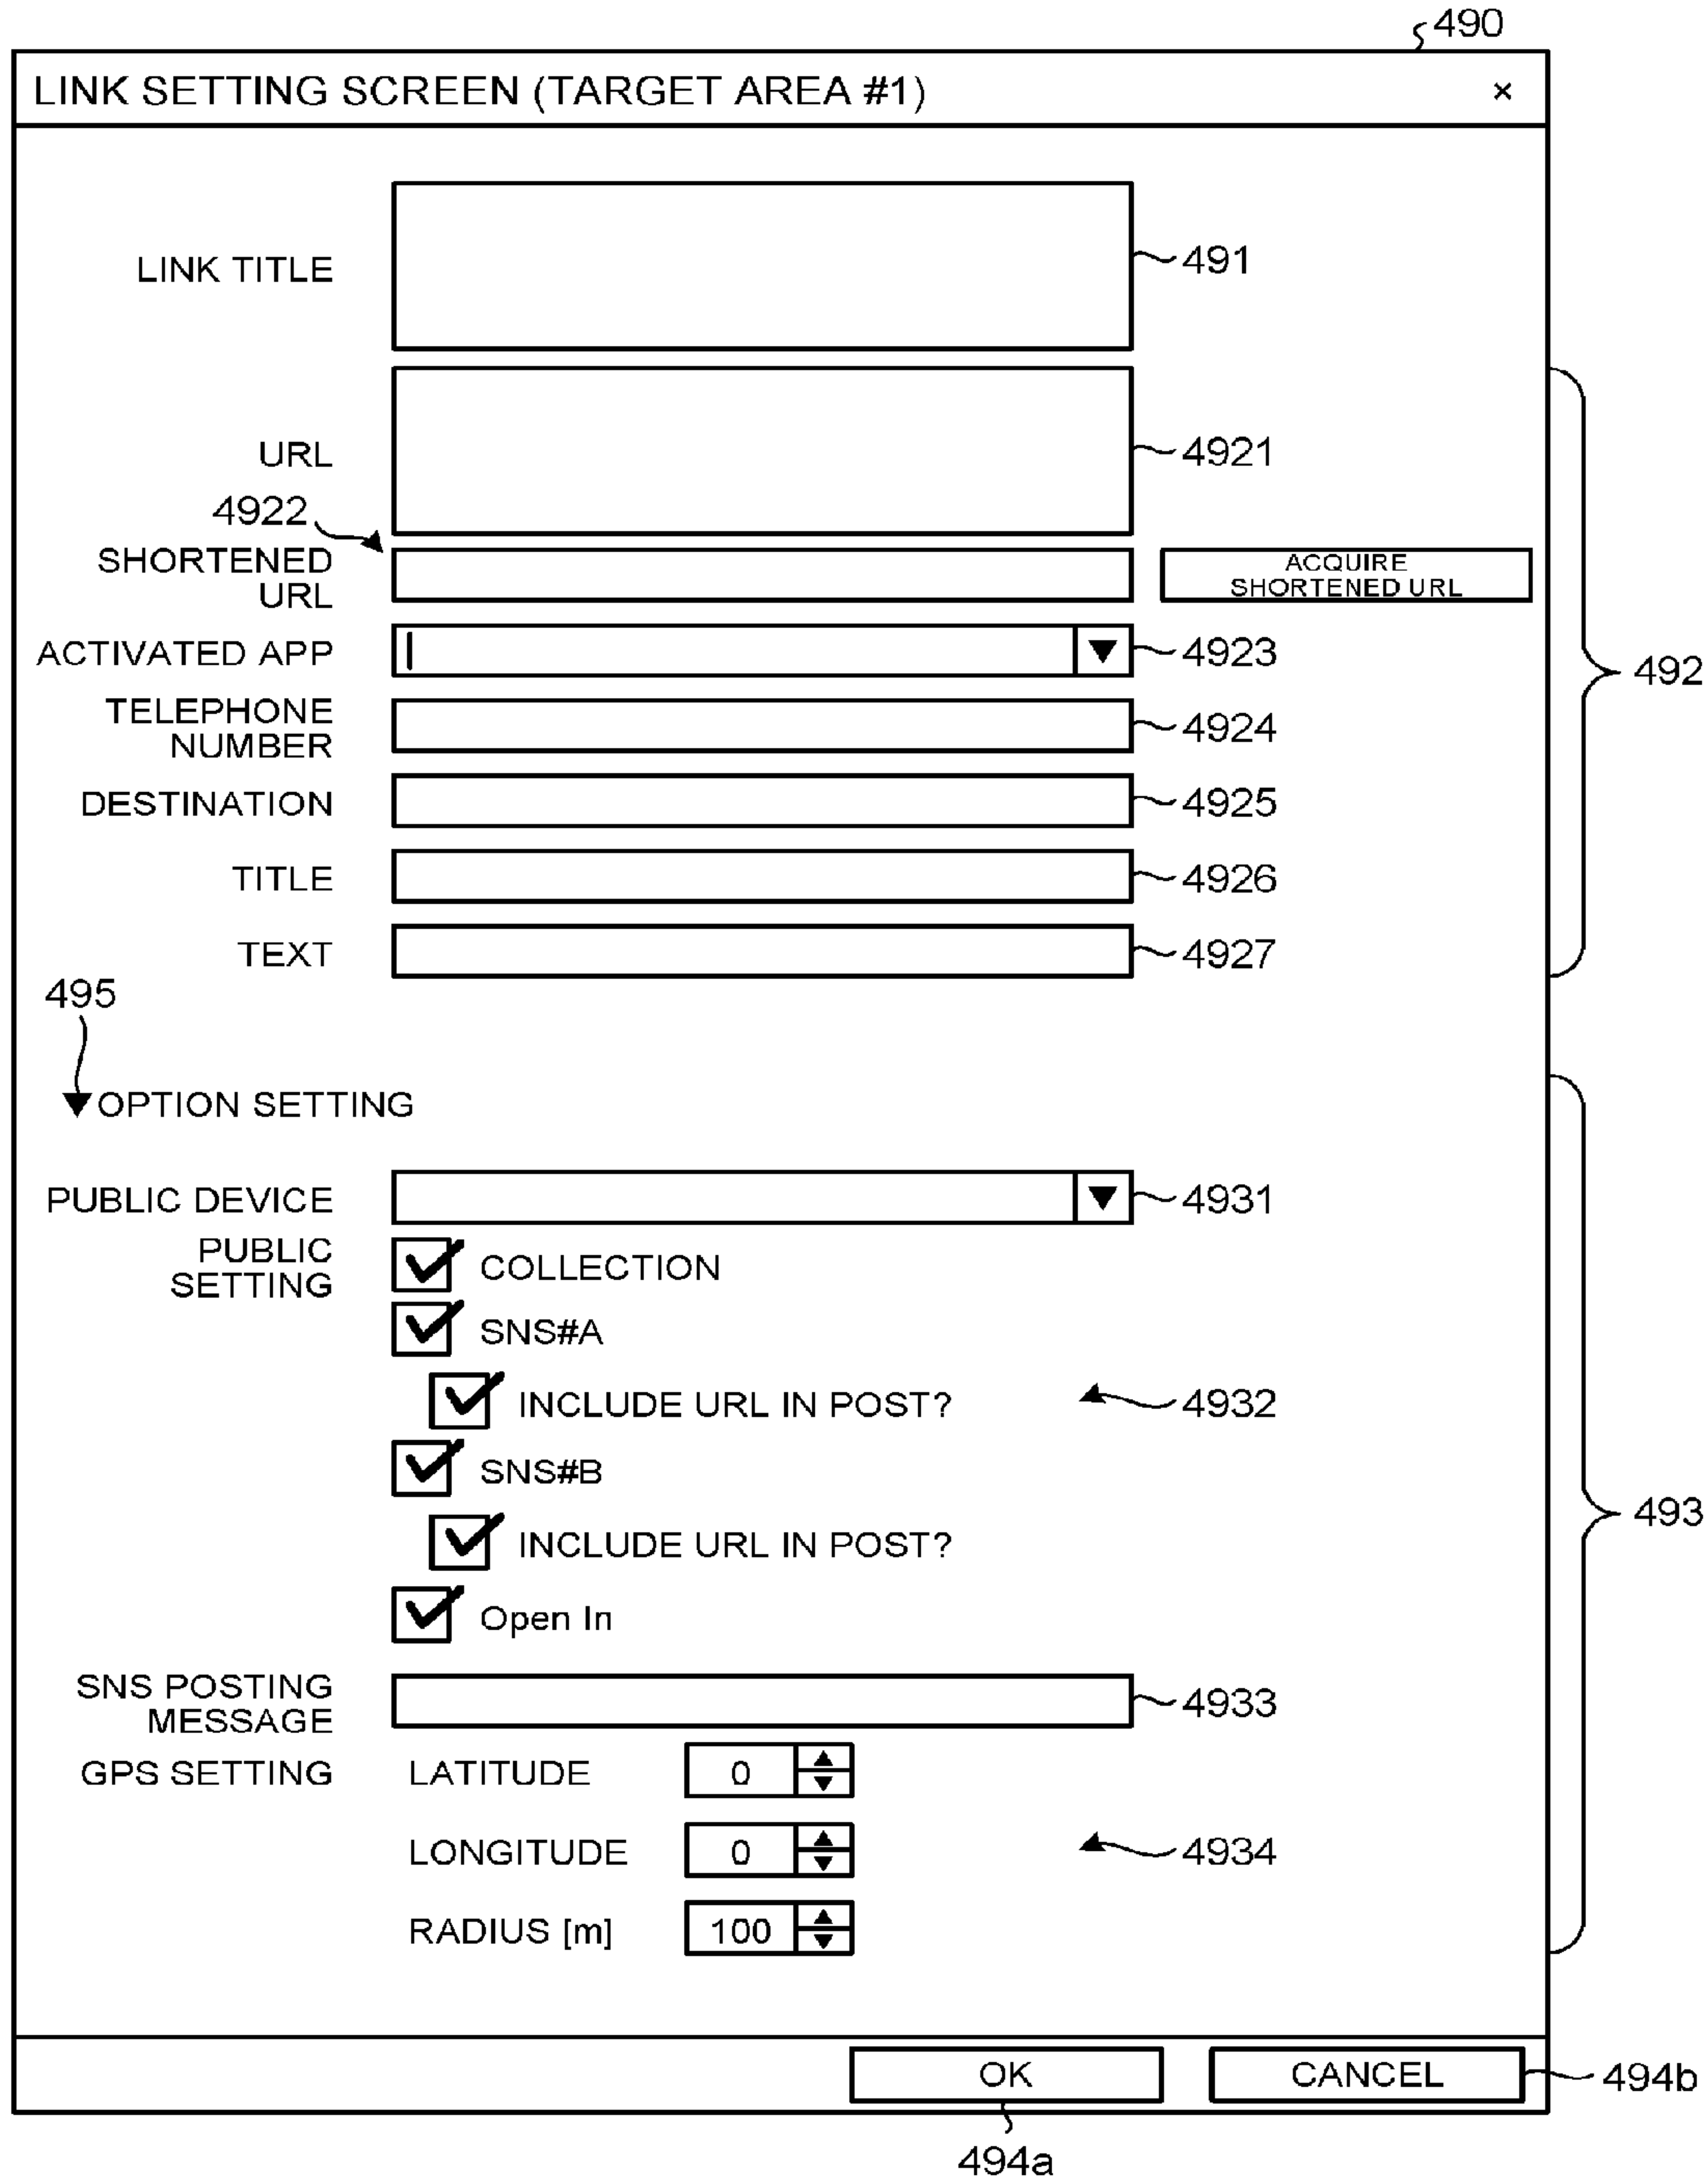 490
LINK SETTING SCREEN (TARGET AREA #1) ×
LINK TITLE
491
URL
4921
4922
SHORTENED
URL
ACQUIRE
SHORTENED URL
ACTIVATED APP
4923
492
TELEPHONE
NUMBER
4924
DESTINATION
4925
TITLE
4926
TEXT
4927
495
▼OPTION SETTING
PUBLIC DEVICE
4931
PUBLIC
SETTING
COLLECTION
SNS#A
INCLUDE URL IN POST?
4932
SNS#B
493
INCLUDE URL IN POST?
Open In
SNS POSTING
MESSAGE
4933
GPS SETTING
LATITUDE 0
LONGITUDE 0
4934
RADIUS [m] 100
OK
CANCEL
494b
494a